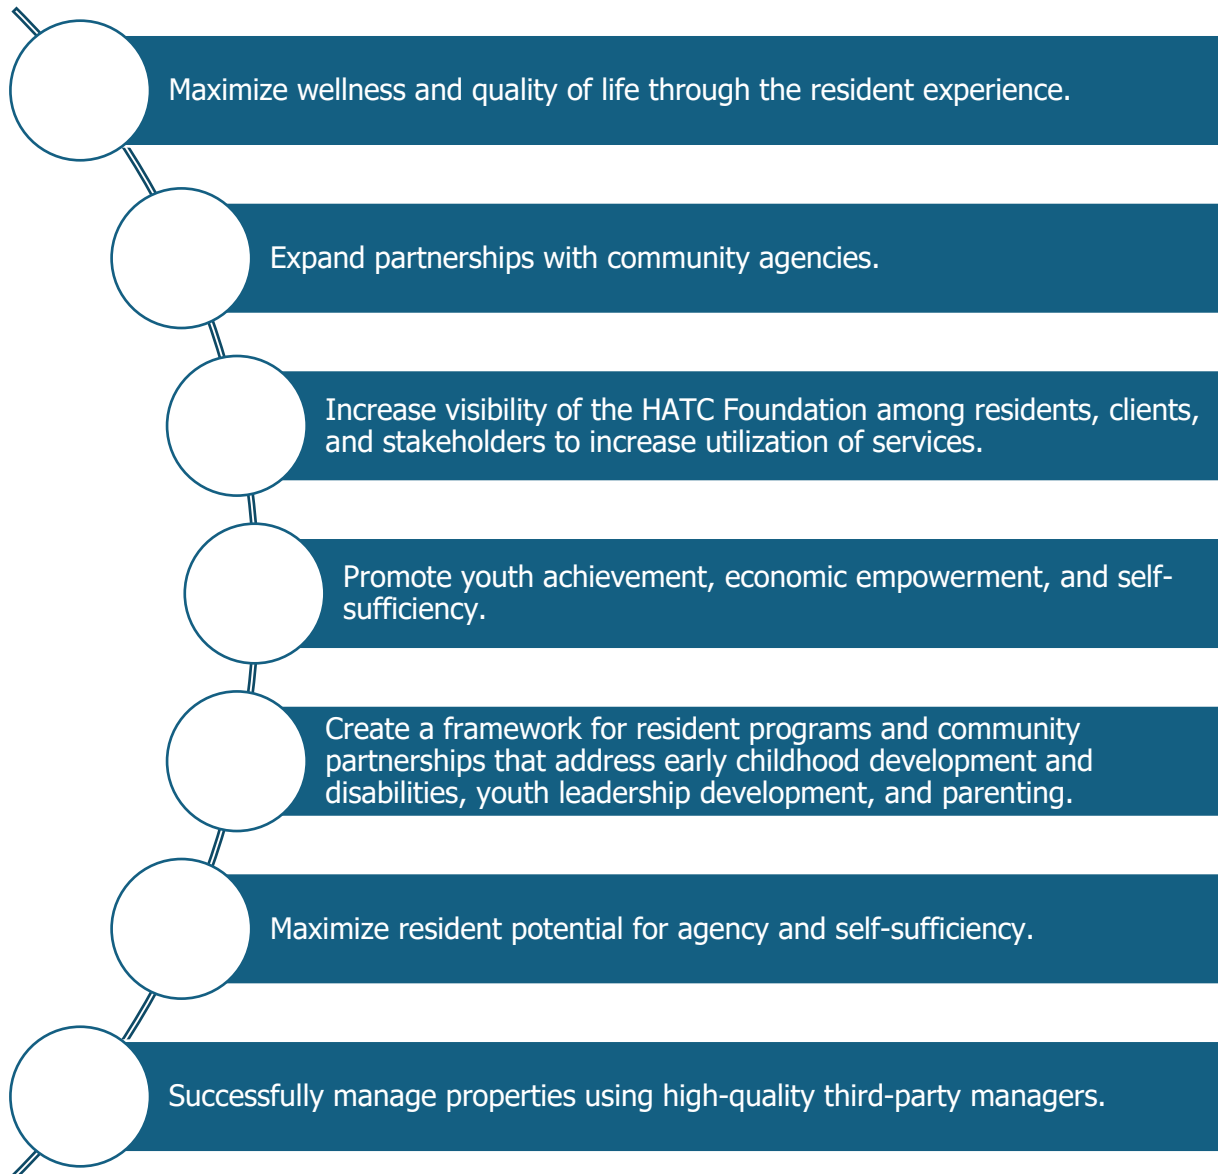 Maximize wellness and quality of life through the resident experience.
Expand partnerships with community agencies.
Increase visibility of the HATC Foundation among residents, clients,
and stakeholders to increase utilization of services.
Promote youth achievement, economic empowerment, and self-
sufficiency.
Create a framework for resident programs and community
partnerships that address early childhood development and
disabilities, youth leadership development, and parenting.
Maximize resident potential for agency and self-sufficiency.
Successfully manage properties using high-quality third-party managers.